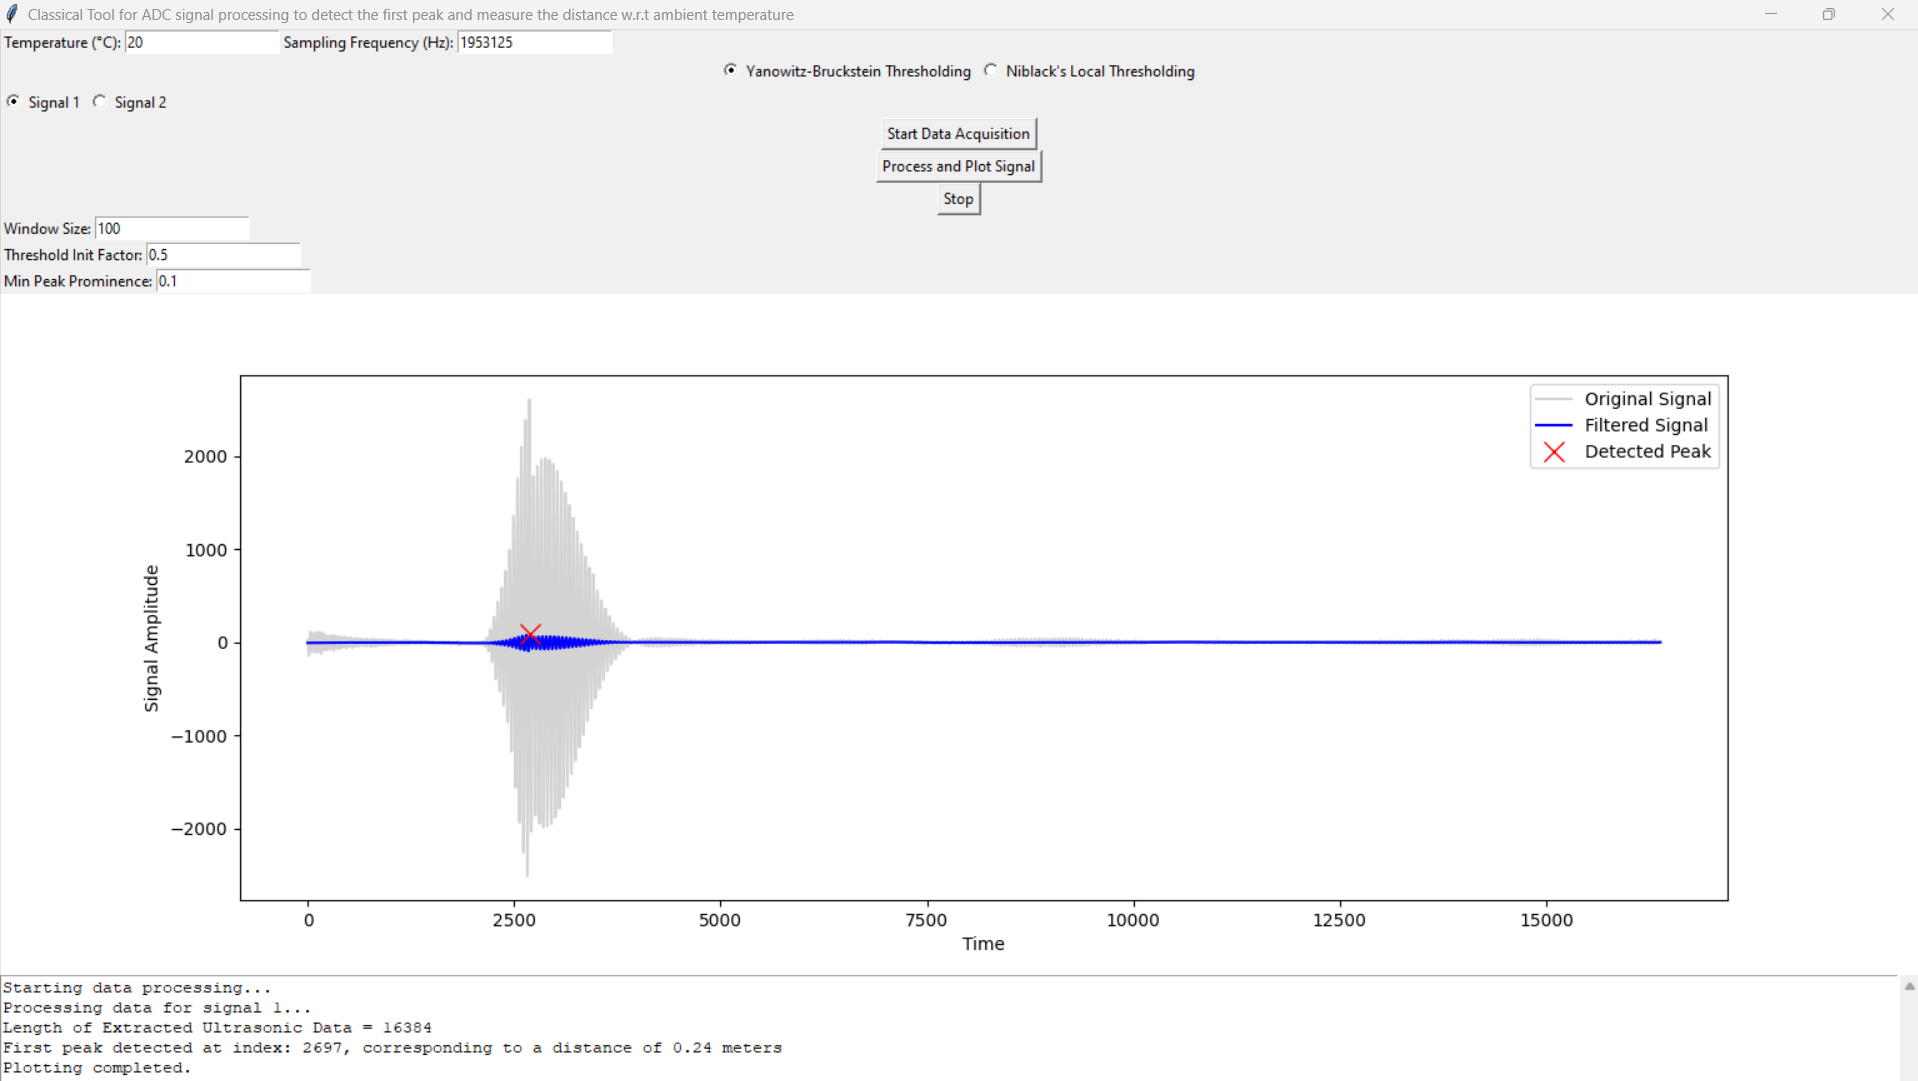 Classical Tool for ADC signal processing to detect the first peak and measure the distance w.r.t ambient temperature
Temperature (°C): 20 Sampling Frequency (Hz): 1953125
Yanowitz-Bruckstein Thresholding Niblack's Local Thresholding
Signal 1 Signal 2
Start Data Acquisition
Process and Plot Signal
Stop
Window Size: 100
Threshold Init Factor: 0.5
Min Peak Prominence: 0.1
Original Signal
Filtered Signal
Detected Peak
2000
1000
0
−1000
−2000
Signal Amplitude
0 2500 5000 7500 10000 12500 15000
Time
Starting data processing...
Processing data for signal 1...
Length of Extracted Ultrasonic Data = 16384
First peak detected at index: 2697, corresponding to a distance of 0.24 meters
Plotting completed.